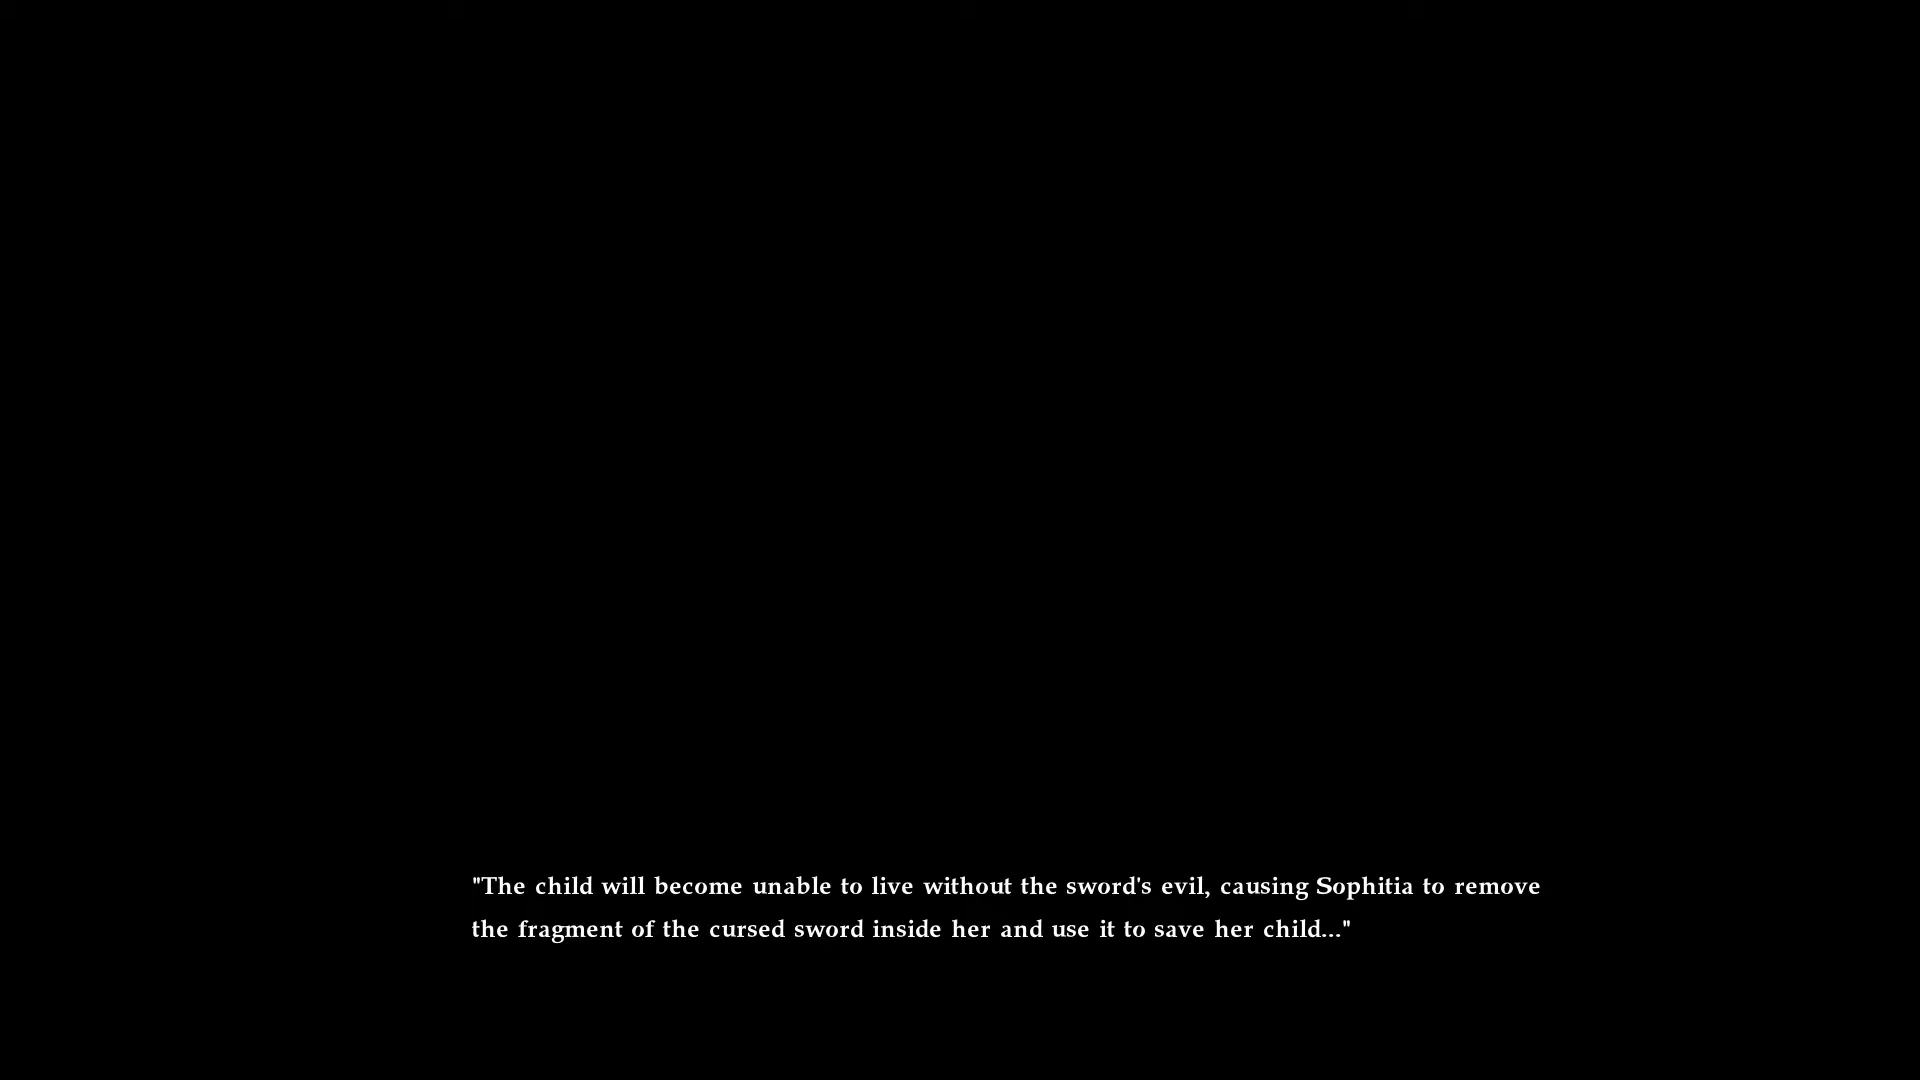 "The child will become unable to live without the sword's evil, causing Sophitia to remove
the fragment of the cursed sword inside her and use it to save her child..."